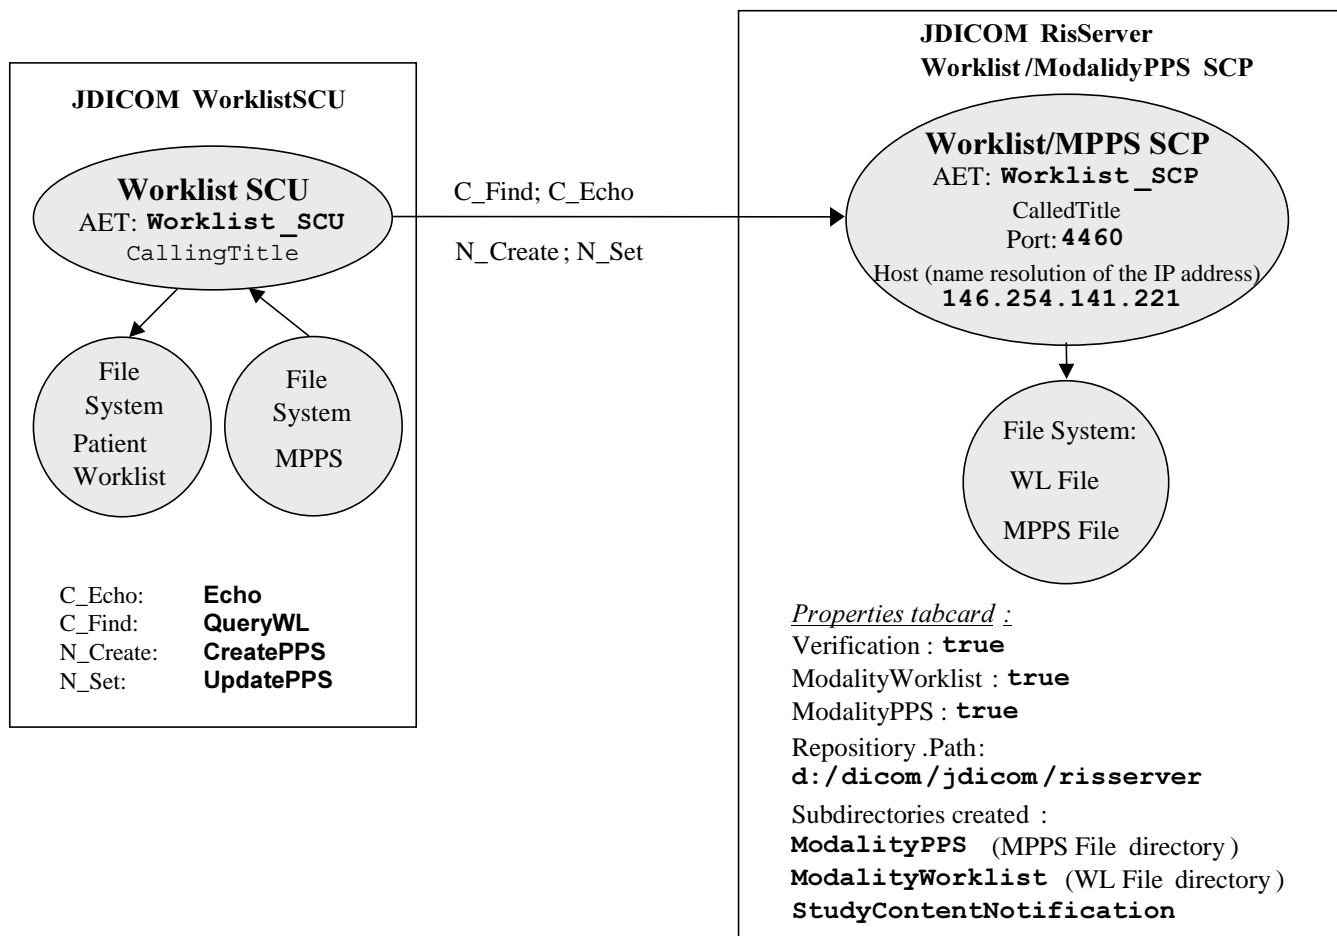 JDICOM WorklistSCU
Worklist SCU
AET: Worklist_SCU
CallingTitle
File
System
Patient
Worklist
File
System
MPPS
C_Echo: Echo
C_Find: QueryWL
N_Create: CreatePPS
N_Set: UpdatePPS
C_Find; C_Echo
N_Create; N_Set
JDICOM RisServer
Worklist/ModalidyPPS SCP
Worklist/MPPS SCP
AET: Worklist_SCP
CalledTitle
Port: 4460
Host (name resolution of the IP address)
146.254.141.221
File System:
WL File
MPPS File
Properties tabcard :
Verification : true
ModalityWorklist : true
ModalityPPS : true
Repositiory .Path:
d:/dicom/jdicom/risserver
Subdirectories created :
ModalityPPS (MPPS File directory)
ModalityWorklist (WL File directory)
StudyContentNotification